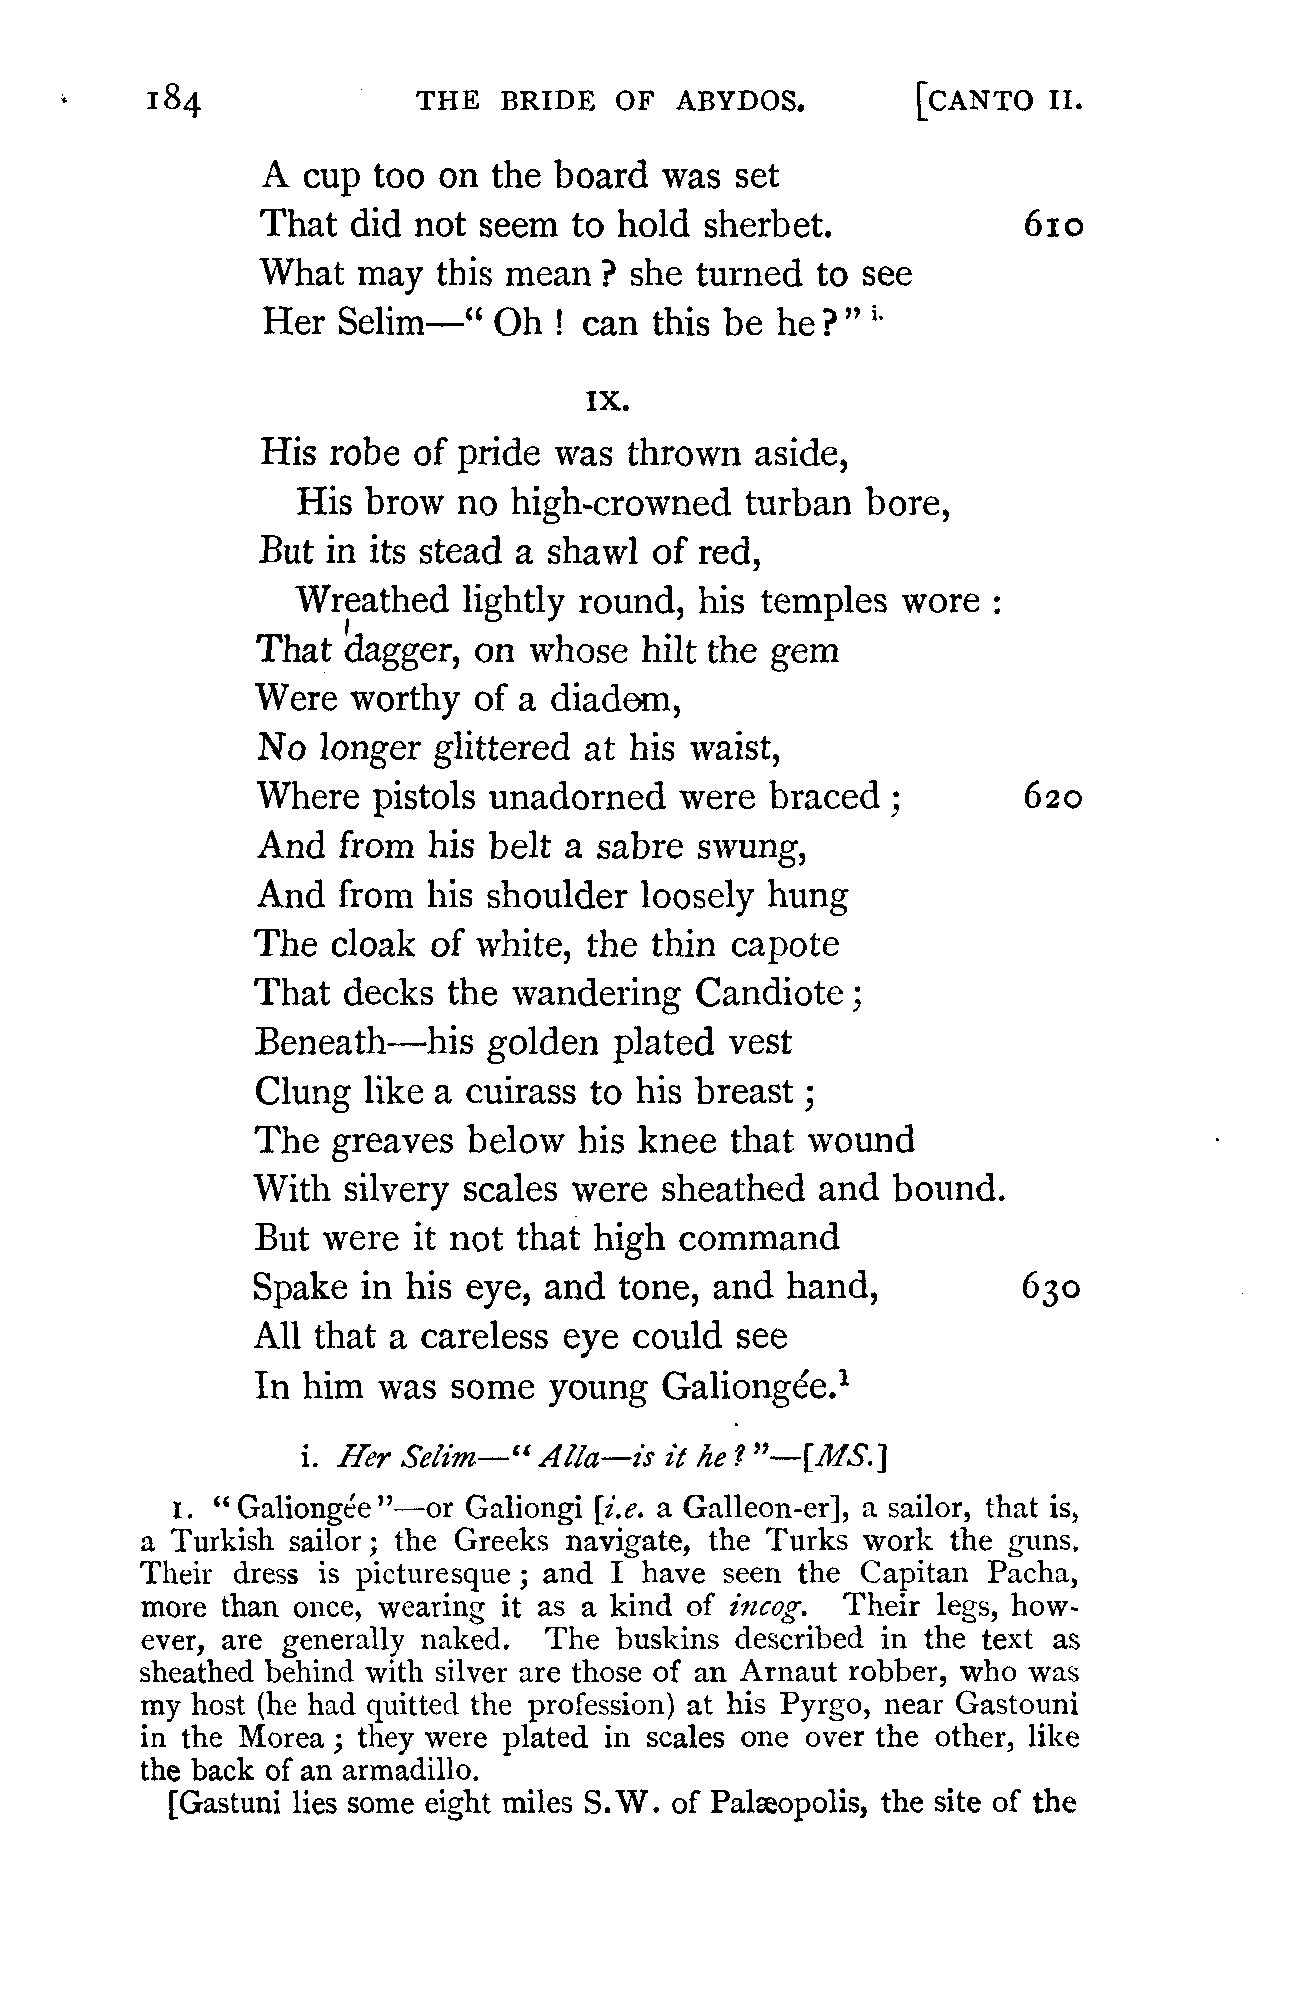 184 THE BRIDE OF ABYDOS. [CANTO II.
A cup too on the board was set
That did not seem to hold sherbet. 610
What may this mean? she turned to see
Her Selim—"Oh! can this be he?" i.
IX.
His robe of pride was thrown aside,
His brow no high-crowned turban bore,
But in its stead a shawl of red,
Wreathed lightly round, his temples wore:
That dagger, on whose hilt the gem
Were worthy of a diadem,
No longer glittered at his waist,
Where pistols unadorned were braced; 620
And from his belt a sabre swung,
And from his shoulder loosely hung
The cloak of white, the thin capote
That decks the wandering Candiote;
Beneath—his golden plated vest
Clung like a cuirass to his breast;
The greaves below his knee that wound
With silvery scales were sheathed and bound.
But were it not that high command
Spake in his eye, and tone, and hand, 630
All that a careless eye could see
In him was some young Galiongée.¹
i. Her Selim—"Alla—is it he?"—[MS.]
1. "Galiongée"—or Galiongi [i.e. a Galleon-er], a sailor, that is,
a Turkish sailor; the Greeks navigate, the Turks work the guns.
Their dress is picturesque; and I have seen the Capitan Pacha,
more than once, wearing it as a kind of incog. Their legs, how-
ever, are generally naked. The buskins described in the text as
sheathed behind with silver are those of an Arnaut robber, who was
my host (he had quitted the profession) at his Pyrgo, near Gastouni
in the Morea; they were plated in scales one over the other, like
the back of an armadillo.
[Gastuni lies some eight miles S.W. of Palæopolis, the site of the